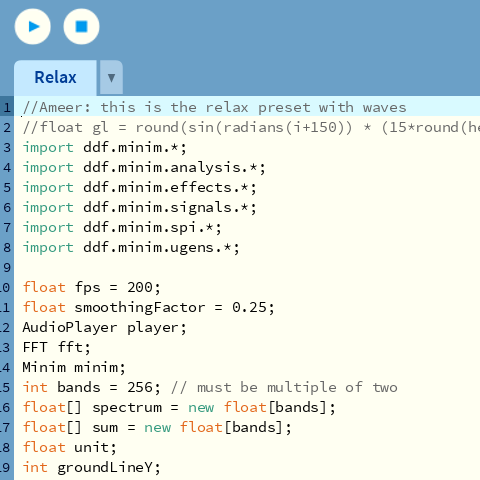 Relax
1 //Ameer: this is the relax preset with waves
2 //float gl = round(sin(radians(i+150)) * (15*round(he
3 import ddf.minim.*;
4 import ddf.minim.analysis.*;
5 import ddf.minim.effects.*;
6 import ddf.minim.signals.*;
7 import ddf.minim.spi.*;
8 import ddf.minim.ugens.*;
9
10 float fps = 200;
11 float smoothingFactor = 0.25;
12 AudioPlayer player;
13 FFT fft;
14 Minim minim;
15 int bands = 256; // must be multiple of two
16 float[] spectrum = new float[bands];
17 float[] sum = new float[bands];
18 float unit;
19 int groundLineY;